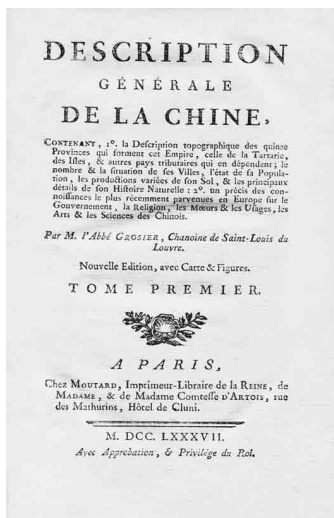 DESCRIPTION
GÉNÉRALE
DE LA CHINE,
CONTENANT, 1°. la Description topographique des quinze
Provinces qui forment cet Empire, celle de la Tartarie,
des Isles, & autres pays tributaires qui en dépendent; le
nombre & la situation de ses Villes, l'état de sa Popula-
tion, les productions variées de son Sol, & les principaux
détails de son Histoire Naturelle: 2°. un précis des con-
noissances le plus récemment parvenues en Europe sur le
Gouvernement, la Religion, les Mœurs & les Usages, les
Arts & les Sciences des Chinois.
Par M. l'Abbé GROSIER, Chanoine de Saint-Louis du
Louvre.
Nouvelle Edition, avec Carte & Figures.
TOME PREMIER.
A PARIS,
Chez MOUTARD, Imprimeur-Libraire de la REINE, de
MADAME, & de Madame Comtesse D'ARTOIS, rue
des Mathurins, Hôtel de Cluni.
M. DCC. LXXXVII.
Avec Approbation, & Privilége du Roi.